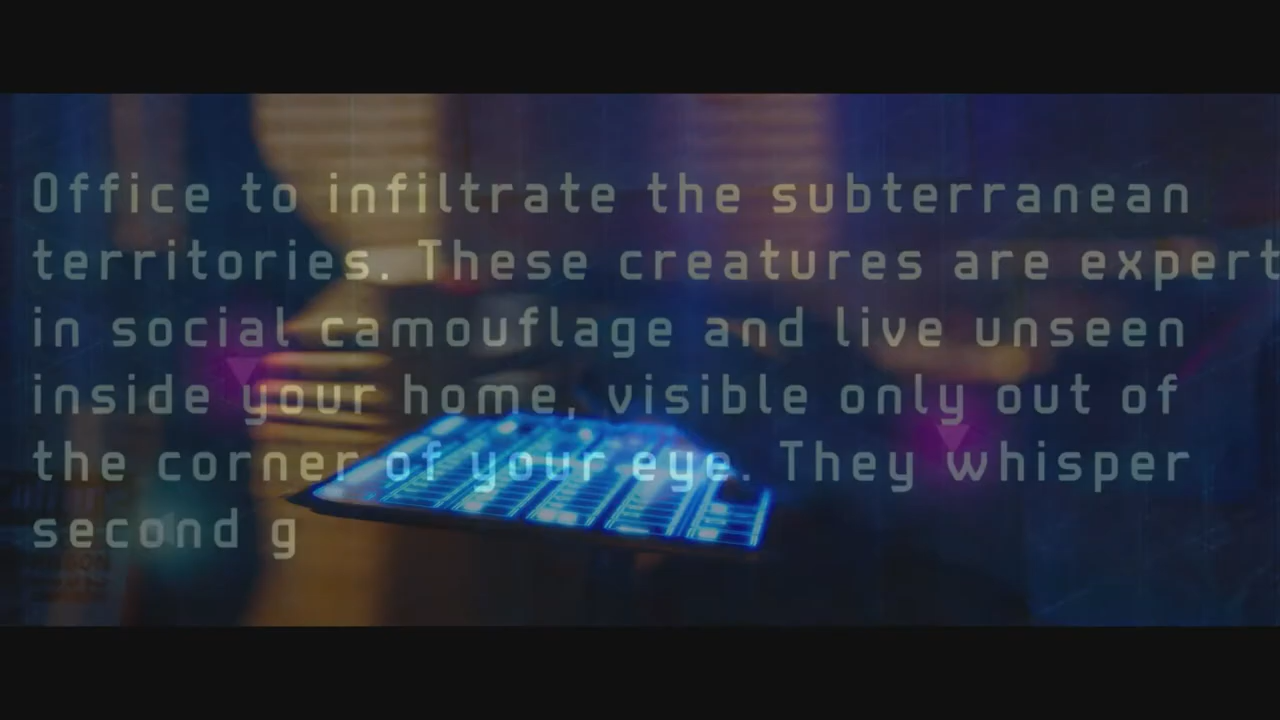 Office to infiltrate the subterranean
territories. These creatures are expert
in social camouflage and live unseen
inside your home, visible only out of
the corner of your eye. They whisper
second g